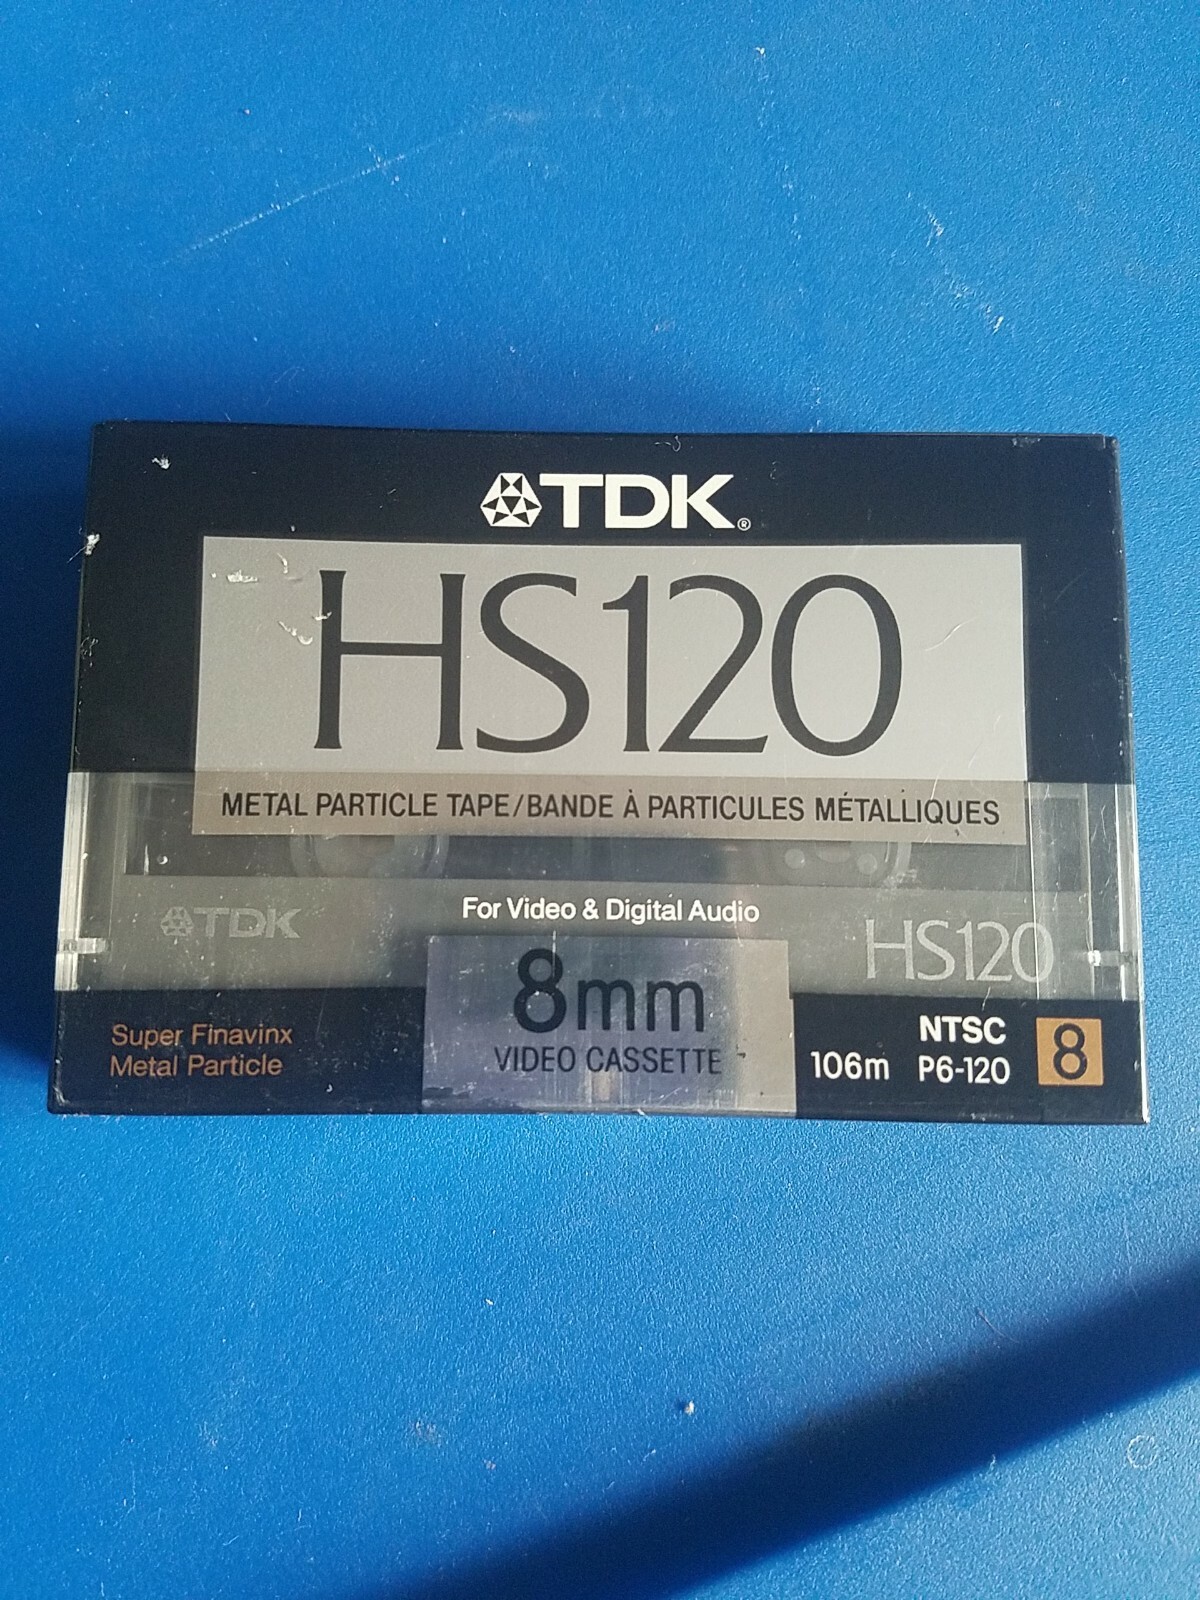 TDK®
HS120
METAL PARTICLE TAPE/BANDE À PARTICULES MÉTALLIQUES
For Video & Digital Audio
TDK
HS120
8mm
VIDEO CASSETTE
Super Finavinx
Metal Particle
NTSC
106m P6-120
8